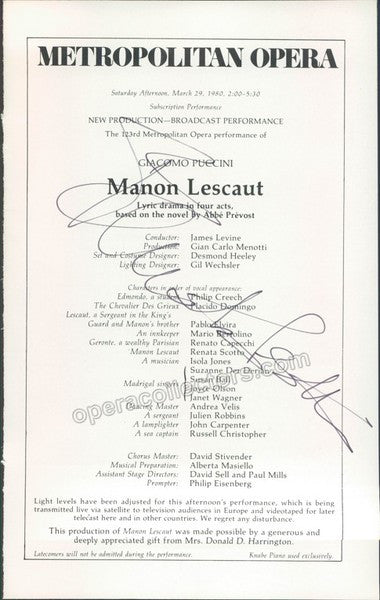 METROPOLITAN OPERA
Saturday Afternoon, March 29, 1980, 2:00-5:30
Subscription Performance
NEW PRODUCTION—BROADCAST PERFORMANCE
The 123rd Metropolitan Opera performance of
GIACOMO PUCCINI
Manon Lescaut
Lyric drama in four acts,
based on the novel by Abbé Prévost
Conductor: James Levine
Production: Gian Carlo Menotti
Set and Costume Designer: Desmond Heeley
Lighting Designer: Gil Wechsler
Characters in order of vocal appearance:
Edmondo, a student Philip Creech
The Chevalier Des Grieux Placido Domingo
Lescaut, a Sergeant in the King's
Guard and Manon's brother Pablo Elvira
An innkeeper Mario Bertolino
Geronte, a wealthy Parisian Renato Capecchi
Manon Lescaut Renata Scotto
A musician Isola Jones
Suzanne Der Derian
Susan Ball
Madrigal singers Joyce Olson
Janet Wagner
Dancing Master Andrea Velis
A sergeant Julien Robbins
A lamplighter John Carpenter
A sea captain Russell Christopher
Chorus Master: David Stivender
Musical Preparation: Alberta Masiello
Assistant Stage Directors: David Sell and Paul Mills
Prompter: Philip Eisenberg
Light levels have been adjusted for this afternoon's performance, which is being
transmitted live via satellite to television audiences in Europe and videotaped for later
telecast here and in other countries. We regret any disturbance.
This production of Manon Lescaut was made possible by a generous and
deeply appreciated gift from Mrs. Donald D. Harrington.
Latecomers will not be admitted during the performance. Knabe Piano used exclusively.
operacollectors.com